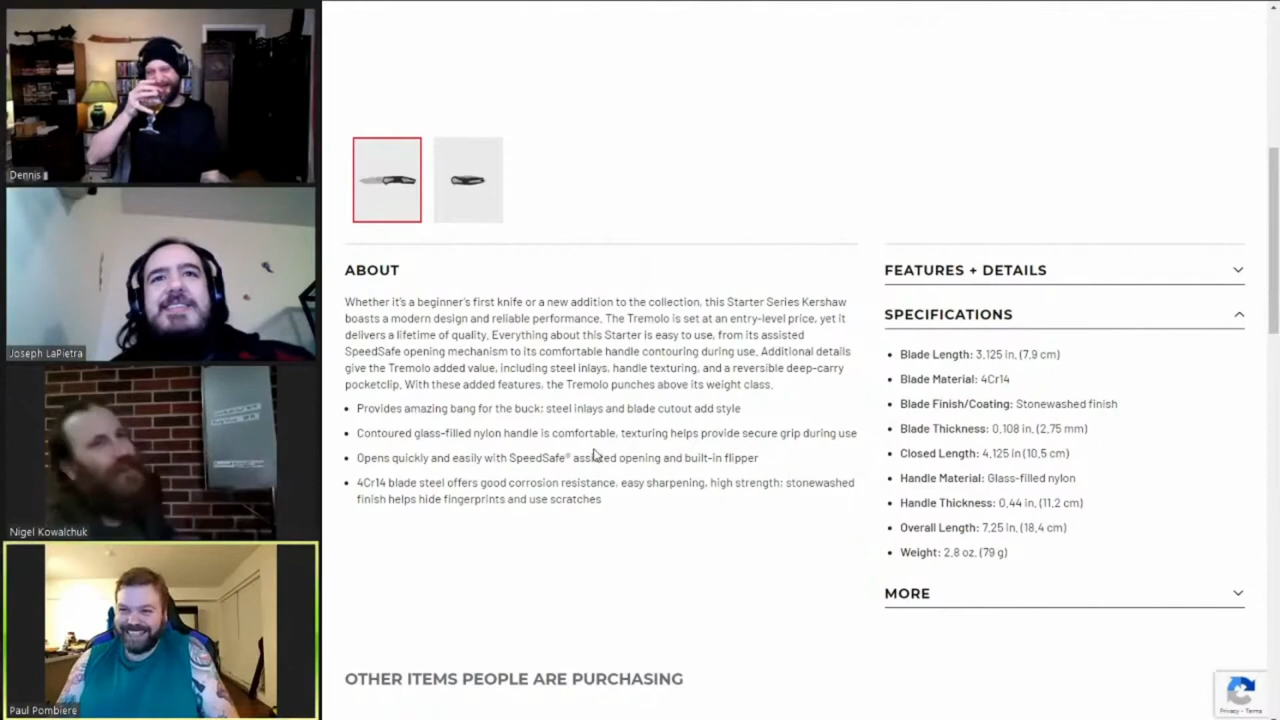 Dennis
Joseph LaPietra
Nigel Kowalchuk
Paul Pombiere
ABOUT
Whether it's a beginner's first knife or a new addition to the collection, this Starter Series Kershaw
boasts a modern design and reliable performance. The Tremolo is set at an entry-level price, yet it
delivers a lifetime of quality. Everything about this Starter is easy to use, from its assisted
SpeedSafe opening mechanism to its comfortable handle contouring during use. Additional details
give the Tremolo added value, including steel inlays, handle texturing, and a reversible deep-carry
pocketclip. With these added features, the Tremolo punches above its weight class.
• Provides amazing bang for the buck; steel inlays and blade cutout add style
• Contoured glass-filled nylon handle is comfortable, texturing helps provide secure grip during use
• Opens quickly and easily with SpeedSafe® assisted opening and built-in flipper
• 4Cr14 blade steel offers good corrosion resistance, easy sharpening, high strength; stonewashed
finish helps hide fingerprints and use scratches
FEATURES + DETAILS
SPECIFICATIONS
• Blade Length: 3.125 in. (7.9 cm)
• Blade Material: 4Cr14
• Blade Finish/Coating: Stonewashed finish
• Blade Thickness: 0.108 in. (2.75 mm)
• Closed Length: 4.125 in. (10.5 cm)
• Handle Material: Glass-filled nylon
• Handle Thickness: 0.44 in. (11.2 cm)
• Overall Length: 7.25 in. (18.4 cm)
• Weight: 2.8 oz. (79 g)
MORE
OTHER ITEMS PEOPLE ARE PURCHASING
Privacy - Terms